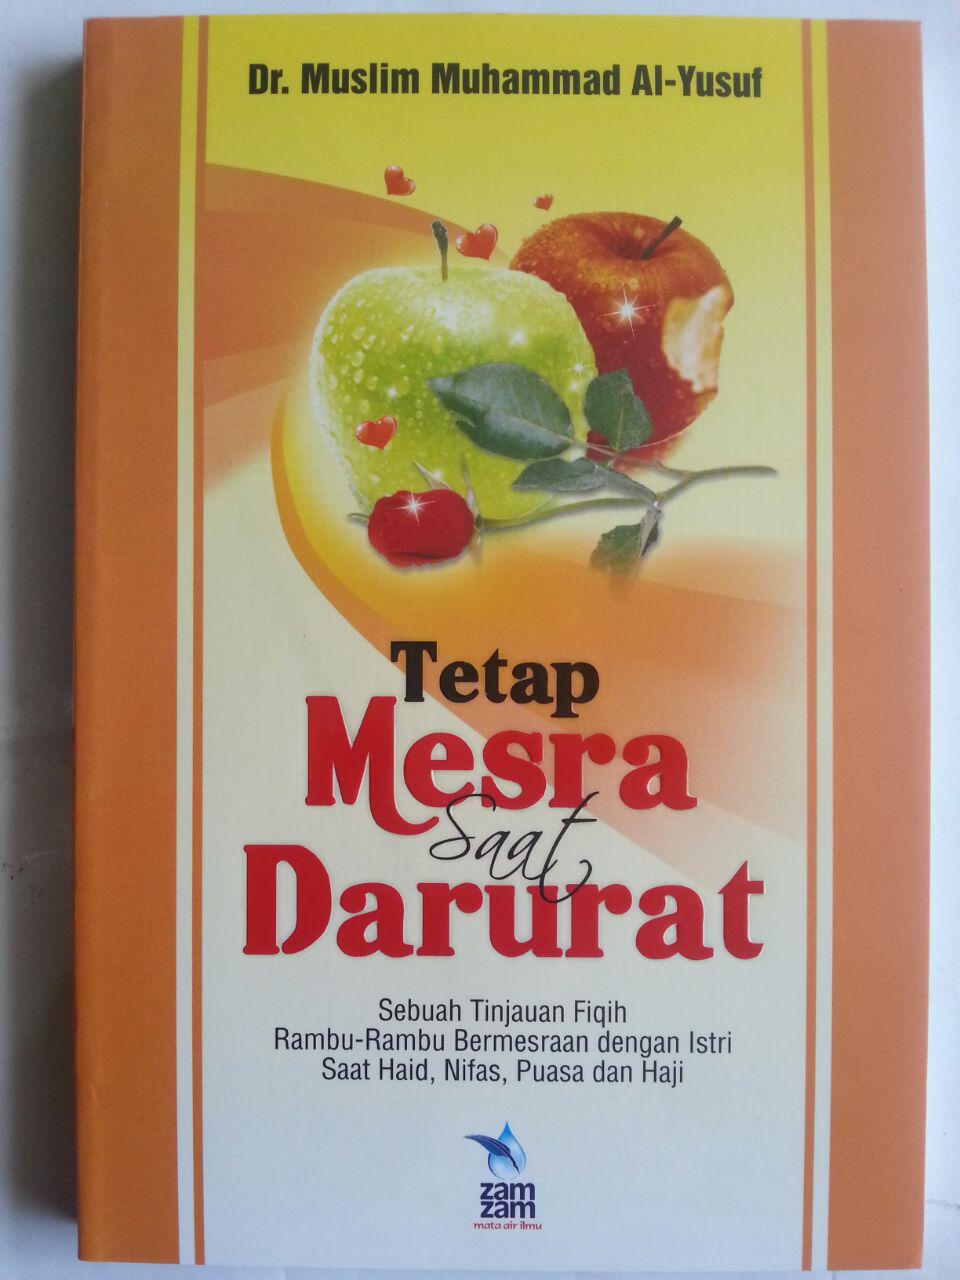 Dr. Muslim Muhammad Al-Yusuf
Tetap
Mesra
Saat
Darurat
Sebuah Tinjauan Fiqih
Rambu-Rambu Bermesraan dengan Istri
Saat Haid, Nifas, Puasa dan Haji
zam
zam
mata air ilmu